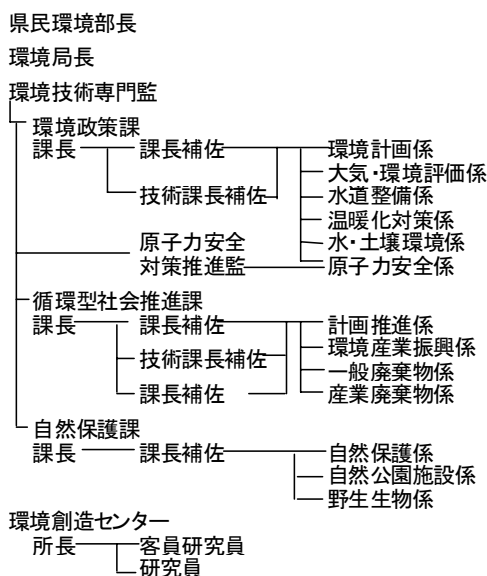 県民環境部長
環境局長
環境技術専門監
環境政策課
課長 課長補佐 環境計画係
大気・環境評価係
技術課長補佐 水道整備係
温暖化対策係
原子力安全 水・土壌環境係
対策推進監 原子力安全係
循環型社会推進課
課長 課長補佐 計画推進係
環境産業振興係
技術課長補佐 一般廃棄物係
課長補佐 産業廃棄物係
自然保護課
課長 課長補佐 自然保護係
自然公園施設係
野生生物係
環境創造センター
所長 客員研究員
研究員